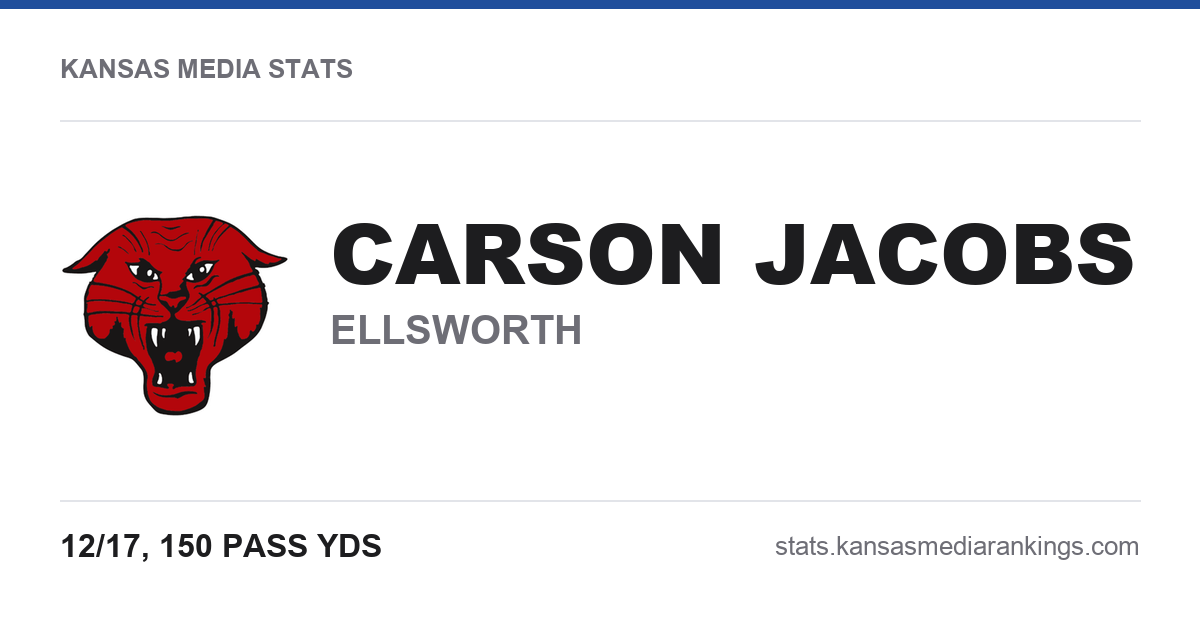 KANSAS MEDIA STATS
CARSON JACOBS
ELLSWORTH
12/17, 150 PASS YDS
stats.kansasmediarankings.com